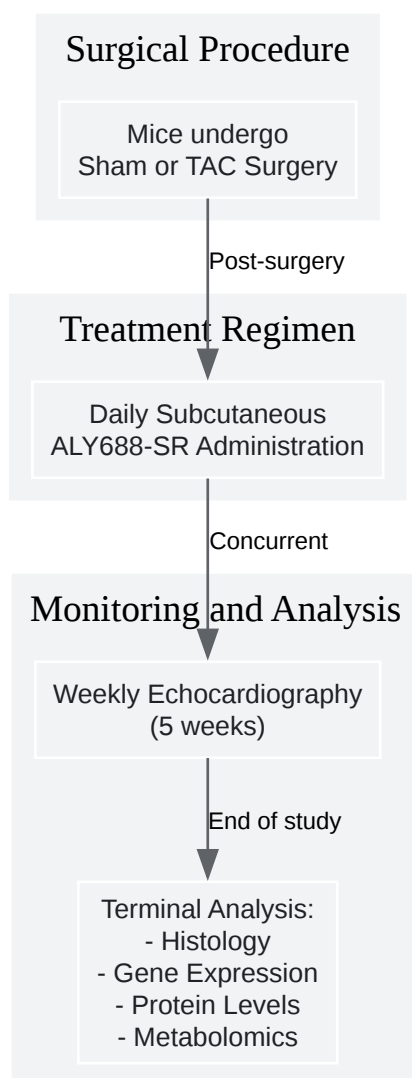 Surgical Procedure
Mice undergo
Sham or TAC Surgery
Post-surgery
Treatment Regimen
Daily Subcutaneous
ALY688-SR Administration
Concurrent
Monitoring and Analysis
Weekly Echocardiography
(5 weeks)
End of study
Terminal Analysis:
- Histology
- Gene Expression
- Protein Levels
- Metabolomics